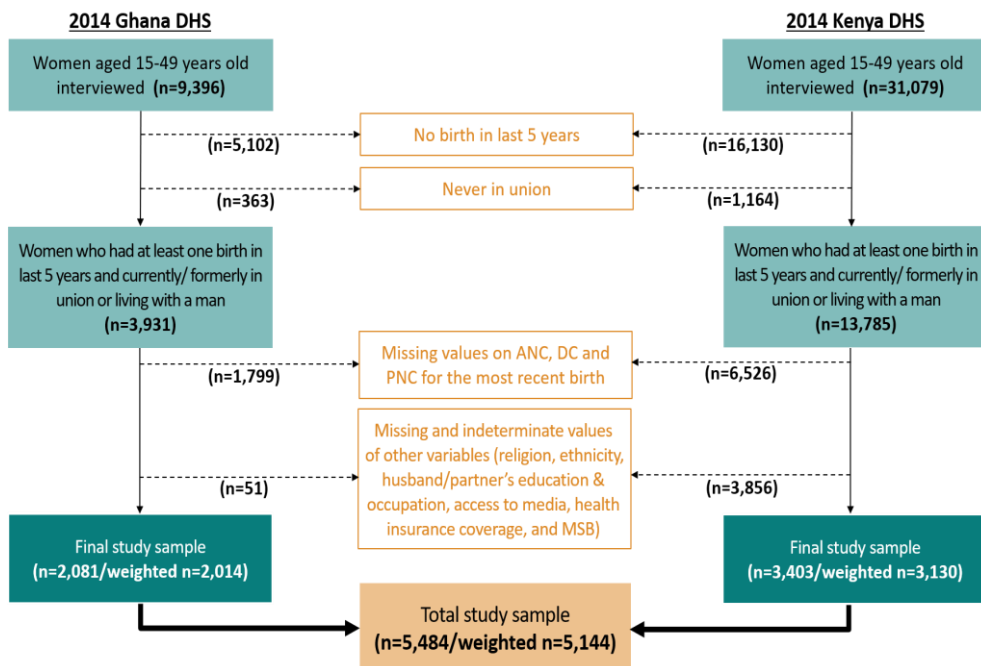 2014 Ghana DHS
2014 Kenya DHS
Women aged 15-49 years old
interviewed (n=9,396)
Women aged 15-49 years old
interviewed (n=31,079)
No birth in last 5 years
(n=5,102)
(n=16,130)
Never in union
(n=363)
(n=1,164)
Women who had at least one birth in
last 5 years and currently/ formerly in
union or living with a man
(n=3,931)
Women who had at least one birth in
last 5 years and currently/ formerly in
union or living with a man
(n=13,785)
Missing values on ANC, DC and
PNC for the most recent birth
(n=1,799)
(n=6,526)
Missing and indeterminate values
of other variables (religion, ethnicity,
husband/partner's education &
occupation, access to media, health
insurance coverage, and MSB)
(n=51)
(n=3,856)
Final study sample
(n=2,081/weighted n=2,014)
Final study sample
(n=3,403/weighted n=3,130)
Total study sample
(n=5,484/weighted n=5,144)